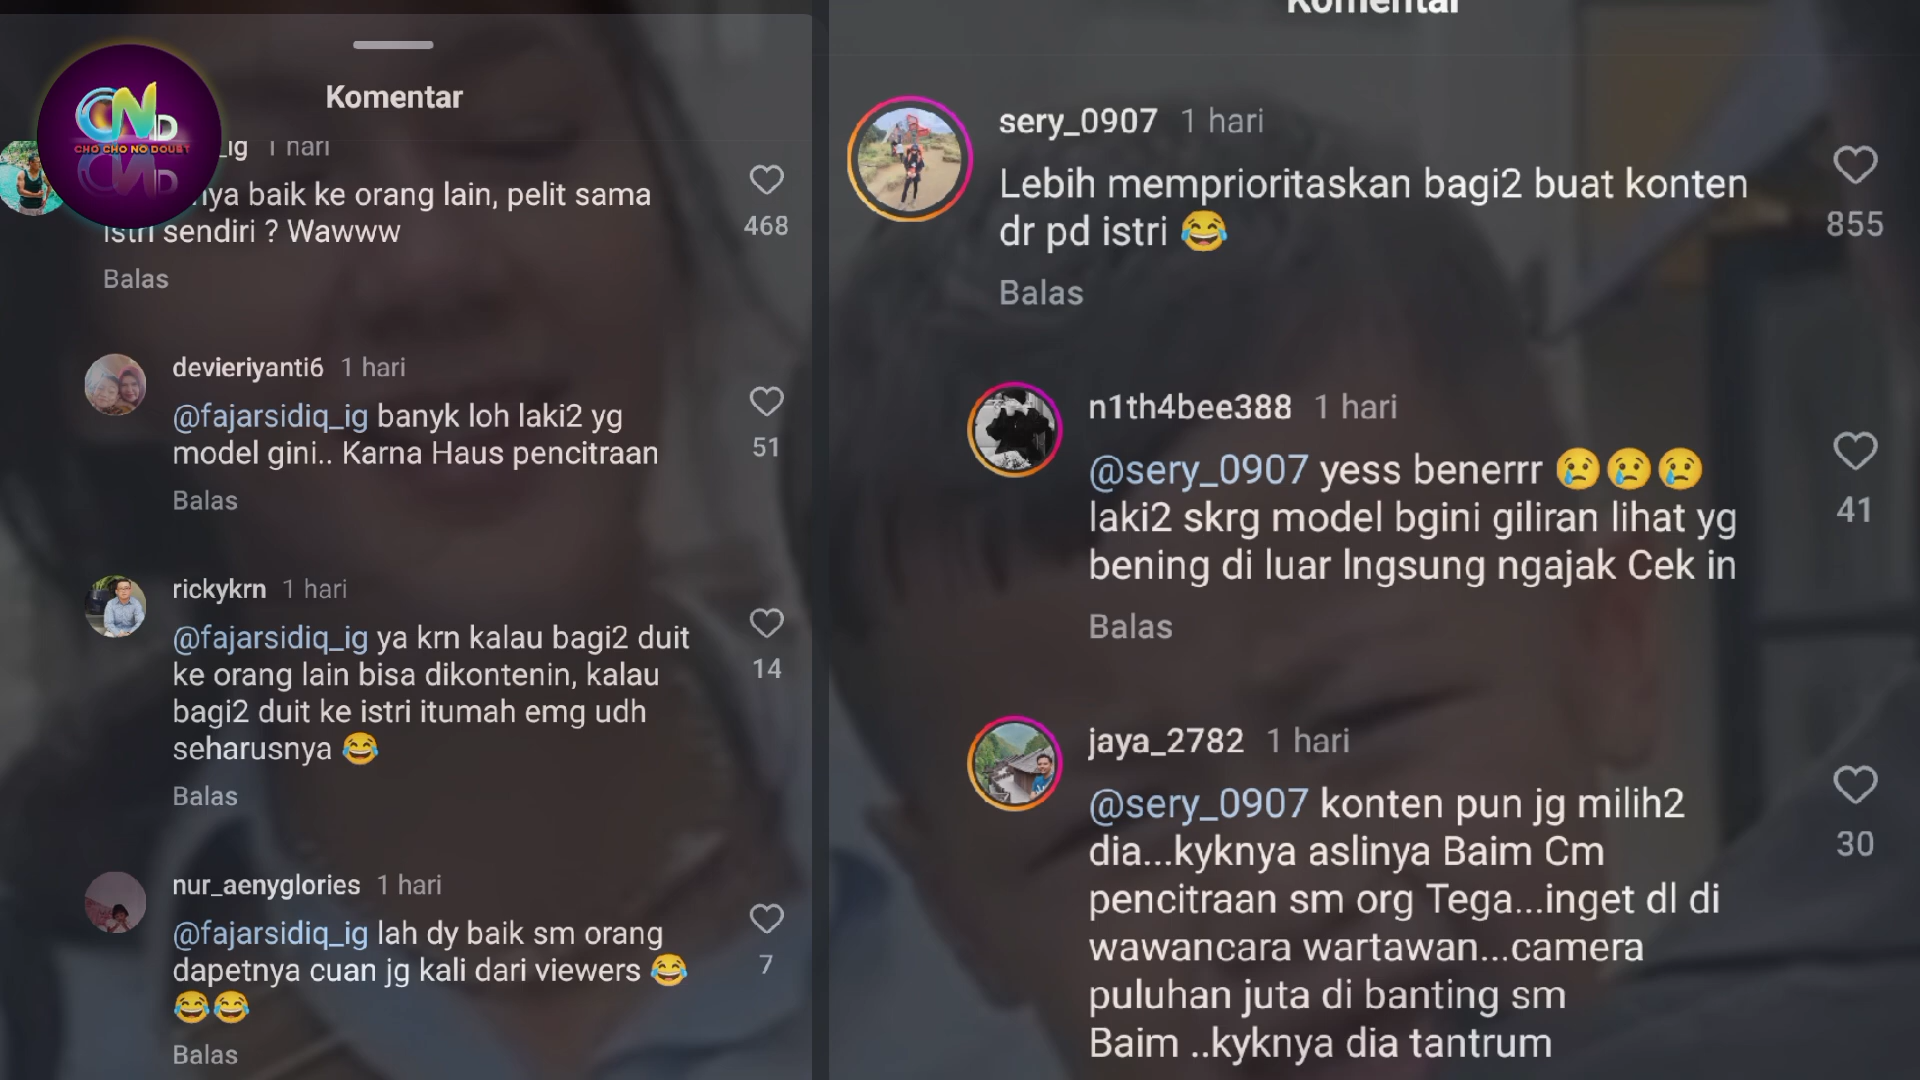 CND
CHO CHO NO DOUBT
Komentar
_ig 1 hari
nya baik ke orang lain, pelit sama
istri sendiri ? Wawww
468
Balas
devieriyanti6 1 hari
@fajarsidiq_ig banyk loh laki2 yg
model gini.. Karna Haus pencitraan
51
Balas
rickykrn 1 hari
@fajarsidiq_ig ya krn kalau bagi2 duit
ke orang lain bisa dikontenin, kalau
bagi2 duit ke istri itumah emg udh
seharusnya 😂
14
Balas
nur_aenyglories 1 hari
@fajarsidiq_ig lah dy baik sm orang
dapetnya cuan jg kali dari viewers 😂
😂😂
7
Balas
Komentar
sery_0907 1 hari
Lebih memprioritaskan bagi2 buat konten
dr pd istri 😂
855
Balas
n1th4bee388 1 hari
@sery_0907 yess benerrr 😢😢😢
laki2 skrg model bgini giliran lihat yg
bening di luar lngsung ngajak Cek in
41
Balas
jaya_2782 1 hari
@sery_0907 konten pun jg milih2
dia...kyknya aslinya Baim Cm
pencitraan sm org Tega...inget dl di
wawancara wartawan...camera
puluhan juta di banting sm
Baim ..kyknya dia tantrum
30